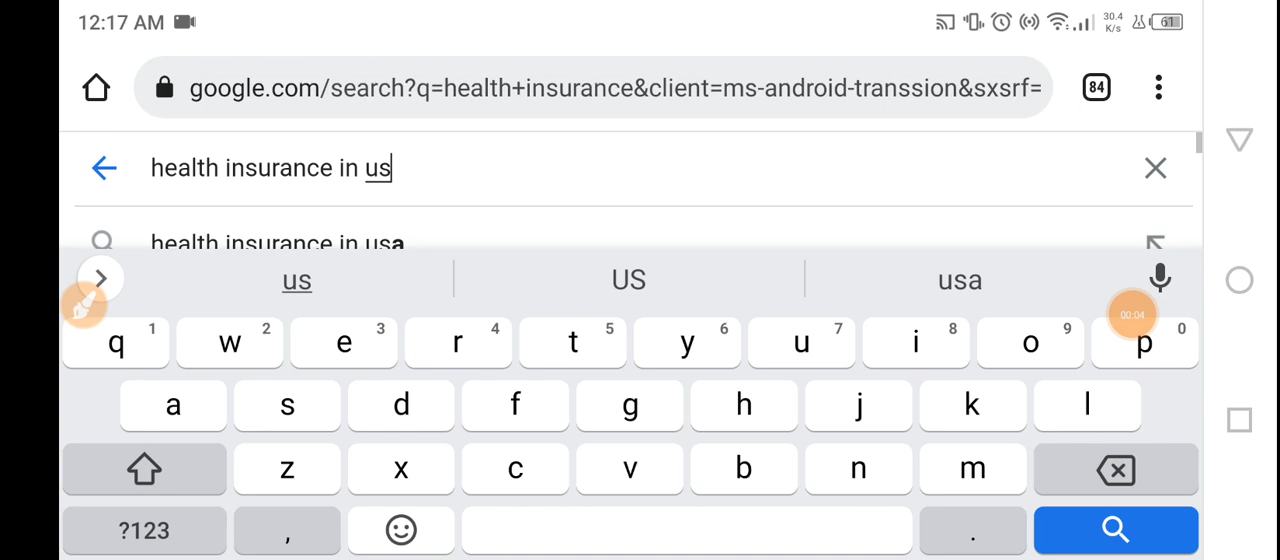 12:17 AM 30.4 K/s 61
google.com/search?q=health+insurance&client=ms-android-transsion&sxsrf= 84
health insurance in us
health insurance in usa
us US usa
00:04
q 1 w 2 e 3 r 4 t 5 y 6 u 7 i 8 o 9 p 0
a s d f g h j k l
z x c v b n m
?123 , .